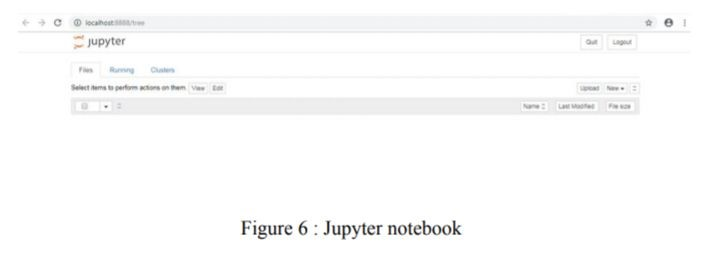 localhost:8888/tree
jupyter
Quit Logout
Files Running Clusters
Select items to perform actions on them. View Edit Upload New
Name Last Modified File size
Figure 6 : Jupyter notebook